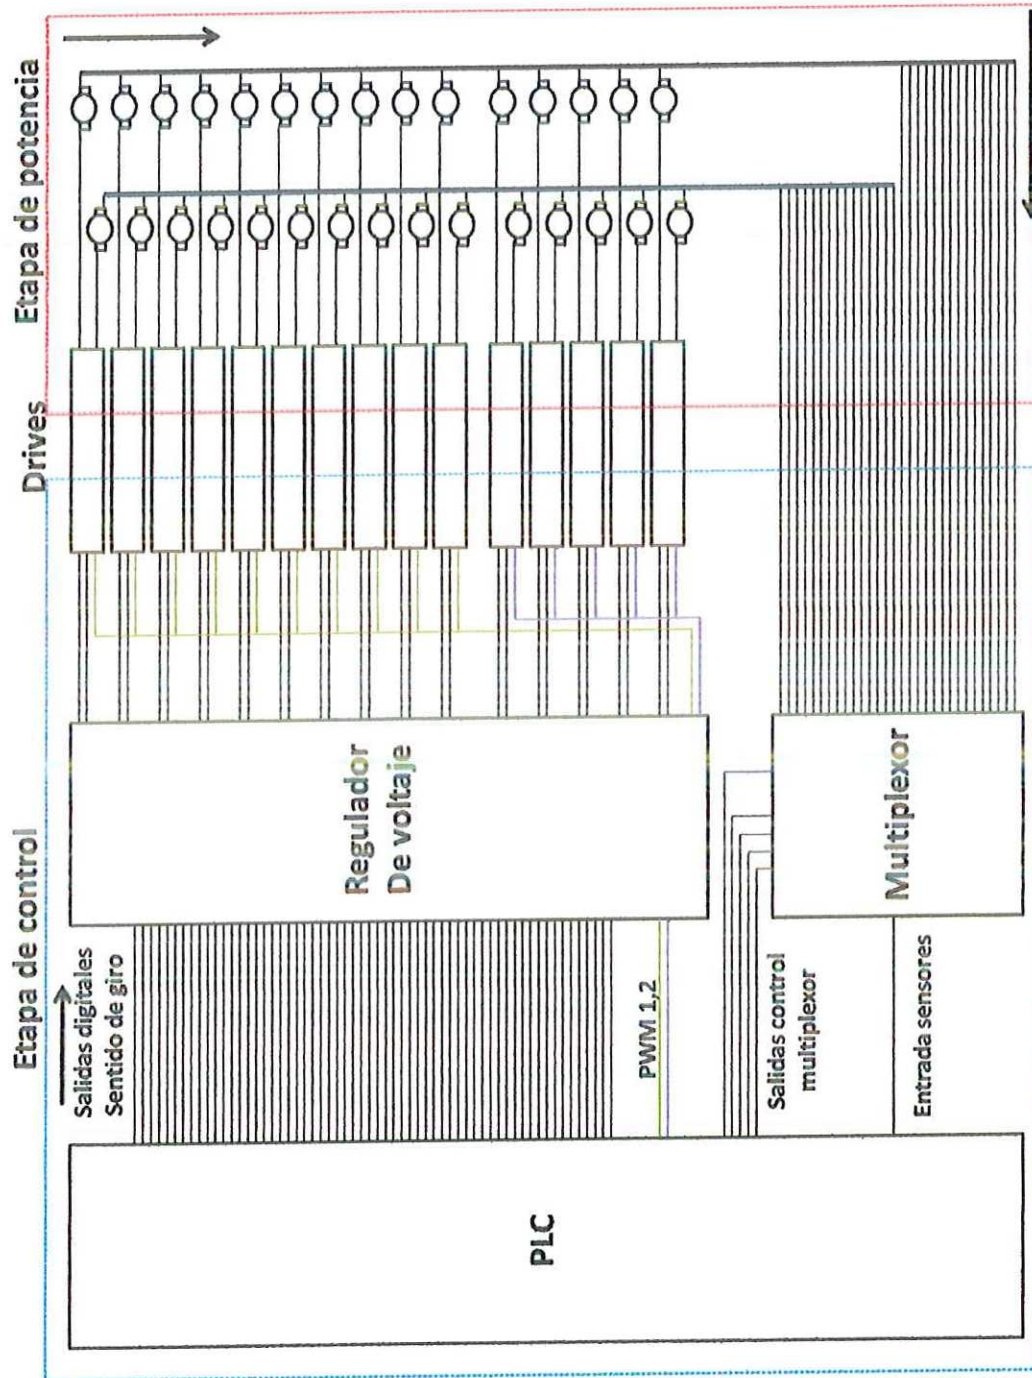 Etapa de control
Drives
Etapa de potencia
Salidas digitales
Sentido de giro
PLC
Regulador
De voltaje
PWM 1,2
Salidas control
multiplexor
Multiplexor
Entrada sensores